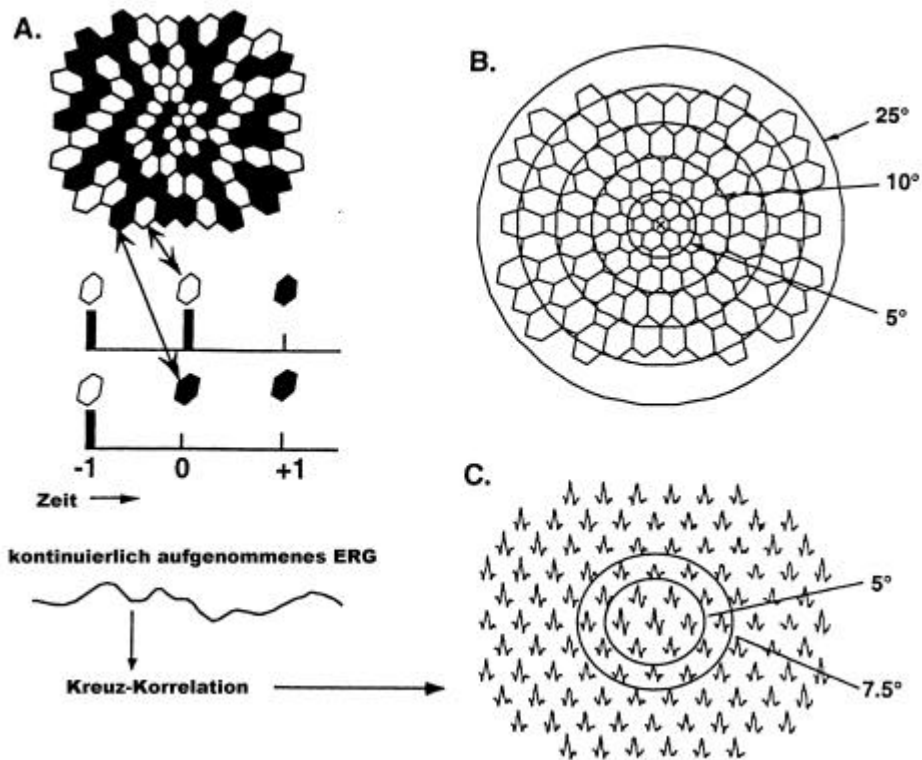 A.
B.
25°
10°
5°
-1 0 +1
Zeit
kontinuierlich aufgenommenes ERG
Kreuz-Korrelation
C.
5°
7.5°